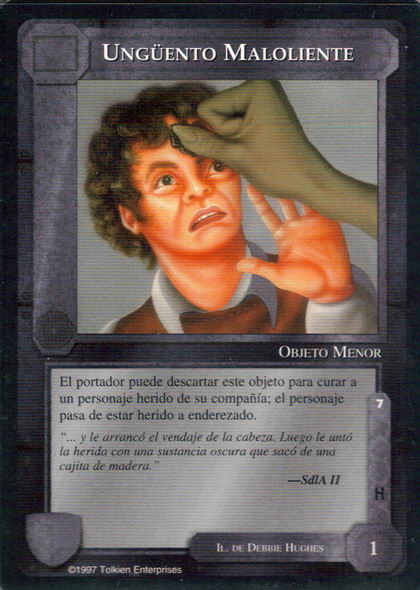 UNGÜENTO MALOLIENTE
OBJETO MENOR
El portador puede descartar este objeto para curar a
un personaje herido de su compañía; el personaje
pasa de estar herido a enderezado.
7
“... y le arrancó el vendaje de la cabeza. Luego le untó
la herida con una sustancia oscura que sacó de una
cajita de madera.”
—SdlA II
H
IL. DE DEBBIE HUGHES
1
©1997 Tolkien Enterprises